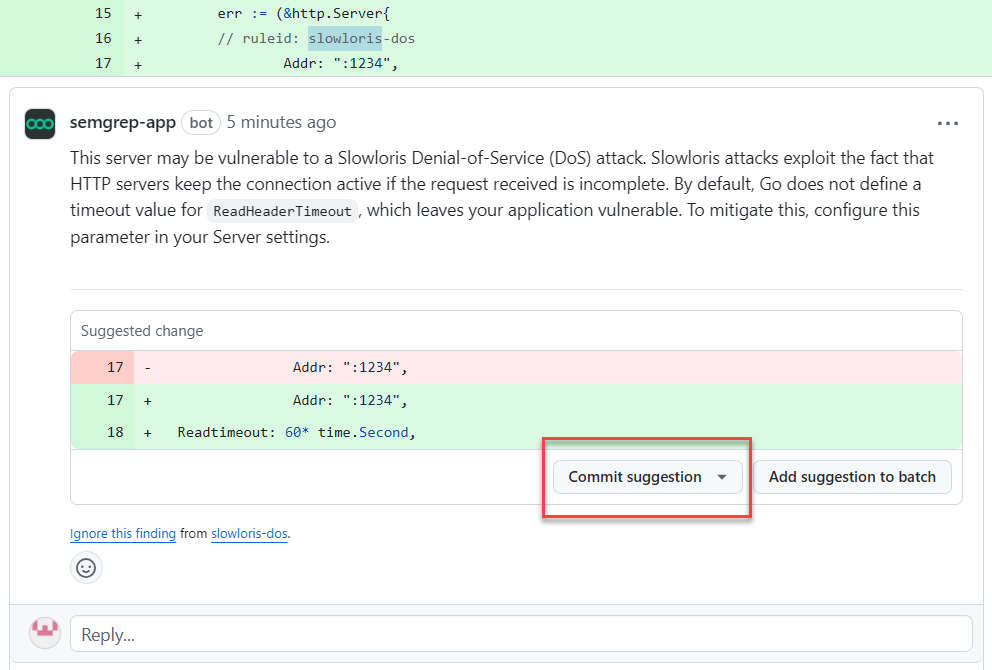 15 + err := (&http.Server{
16 + // ruleid: slowloris-dos
17 + Addr: ":1234",
semgrep-app bot 5 minutes ago
This server may be vulnerable to a Slowloris Denial-of-Service (DoS) attack. Slowloris attacks exploit the fact that
HTTP servers keep the connection active if the request received is incomplete. By default, Go does not define a
timeout value for ReadHeaderTimeout , which leaves your application vulnerable. To mitigate this, configure this
parameter in your Server settings.
Suggested change
17 - Addr: ":1234",
17 + Addr: ":1234",
18 + Readtimeout: 60* time.Second,
Commit suggestion Add suggestion to batch
Ignore this finding from slowloris-dos.
Reply...